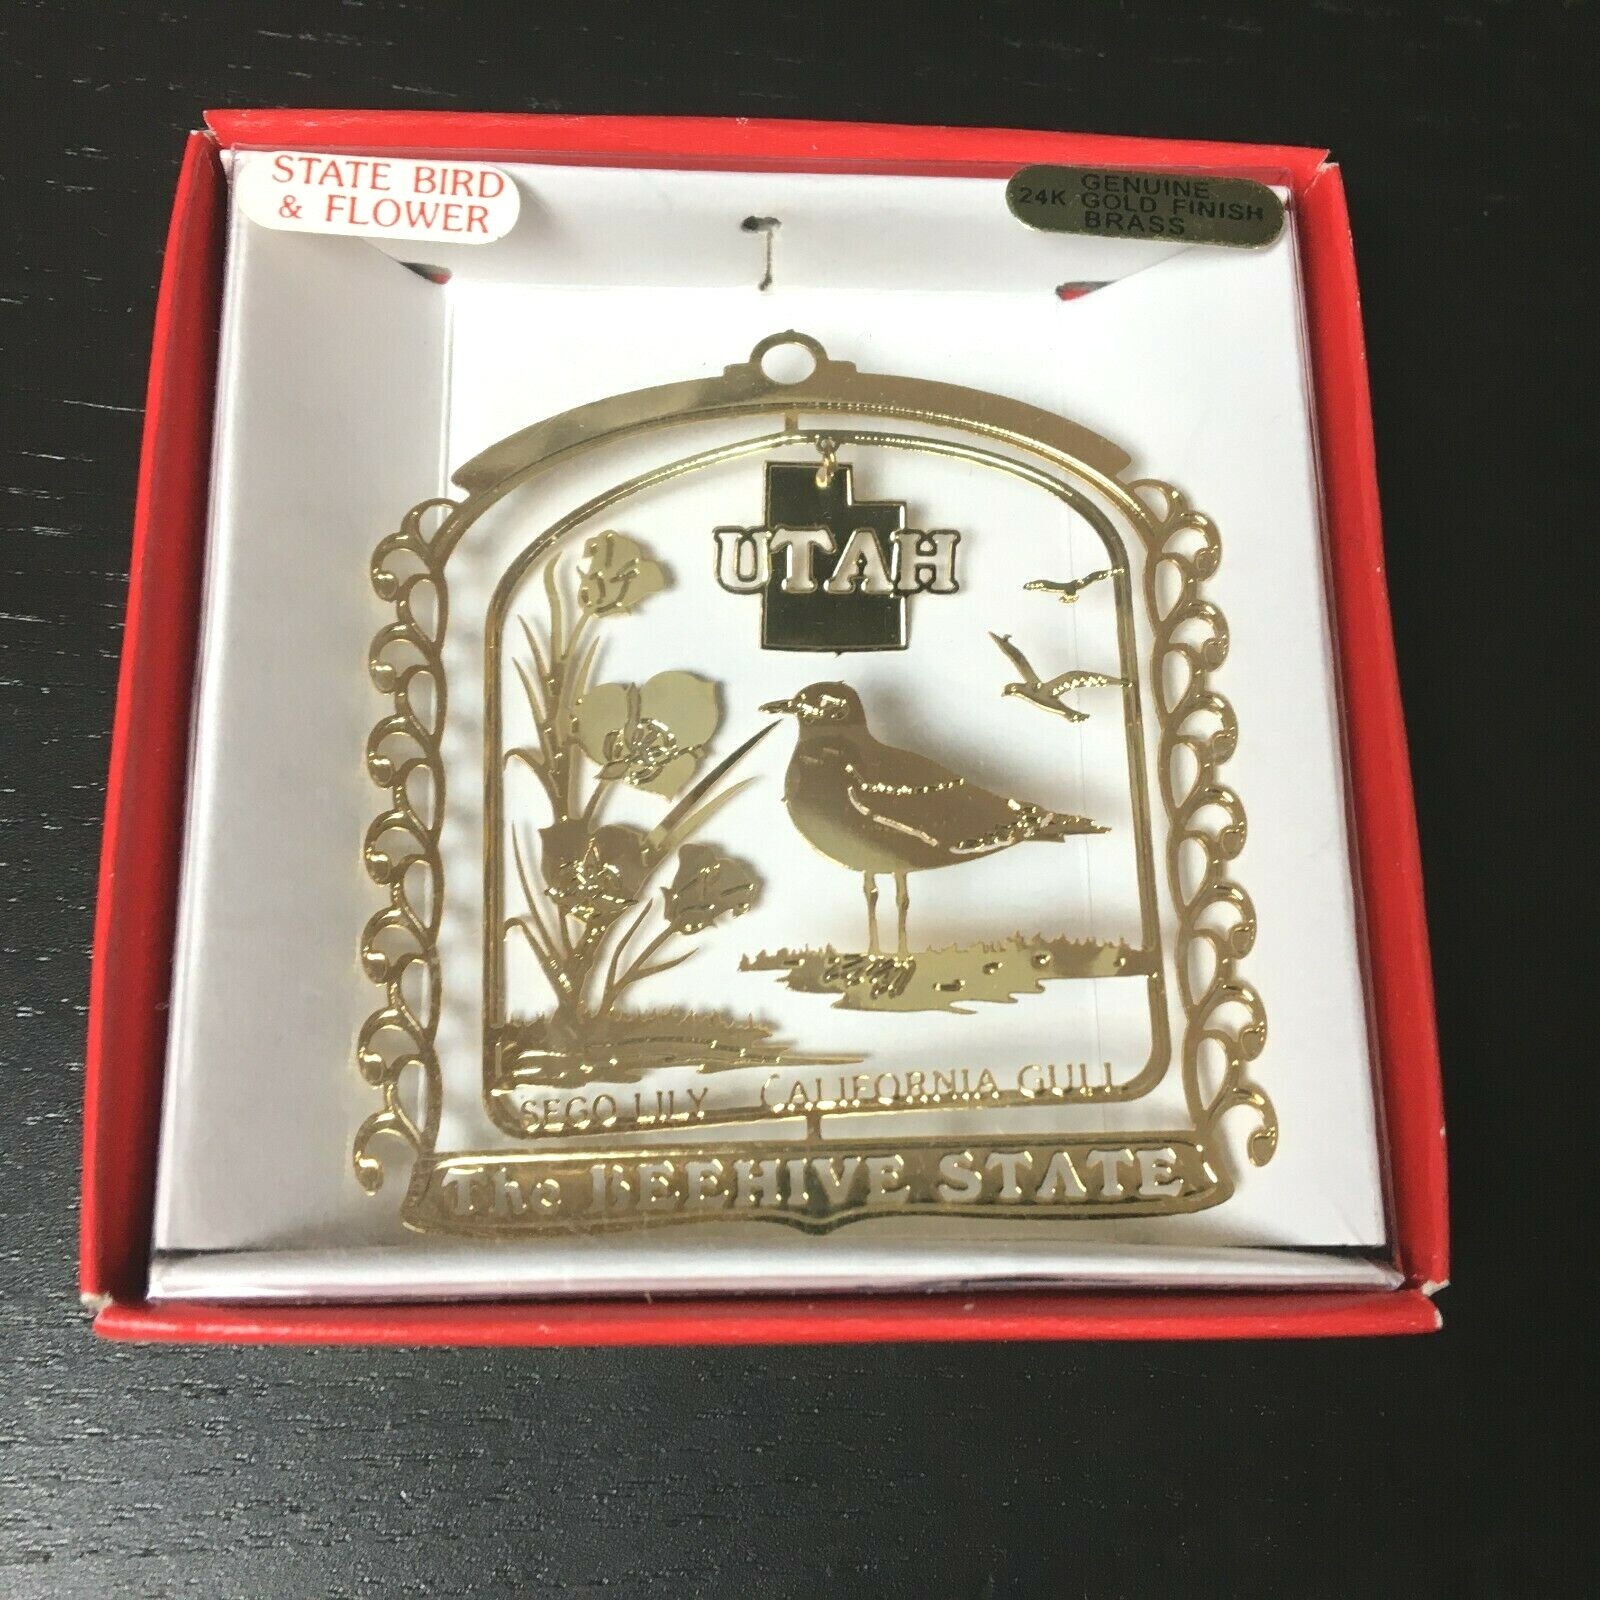 STATE BIRD
& FLOWER
GENUINE
24K GOLD FINISH
BRASS
UTAH
SEGO LILY CALIFORNIA GULL
The BEEHIVE STATE